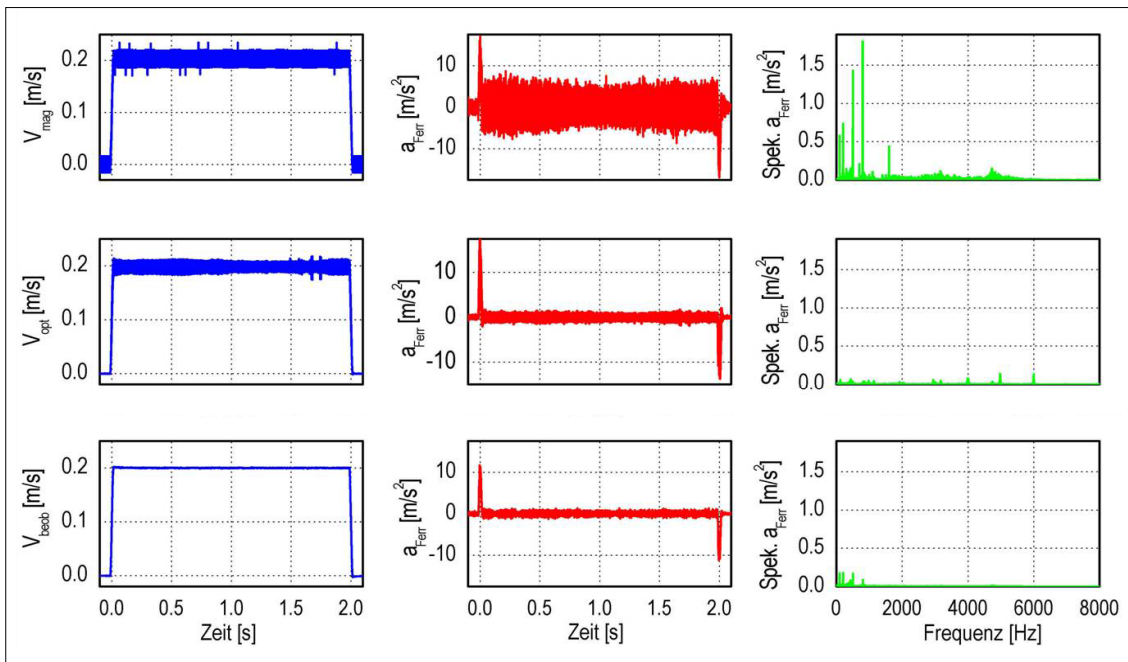 V_mag [m/s]
0.2
0.1
0.0
a_Ferr [m/s²]
10
0
-10
Spek. a_Ferr [m/s²]
1.5
1.0
0.5
0.0
V_opt [m/s]
0.2
0.1
0.0
a_Ferr [m/s²]
10
0
-10
Spek. a_Ferr [m/s²]
1.5
1.0
0.5
0.0
V_beob [m/s]
0.2
0.1
0.0
0.0 0.5 1.0 1.5 2.0
Zeit [s]
a_Ferr [m/s²]
10
0
-10
0.0 0.5 1.0 1.5 2.0
Zeit [s]
Spek. a_Ferr [m/s²]
1.5
1.0
0.5
0.0
0 2000 4000 6000 8000
Frequenz [Hz]